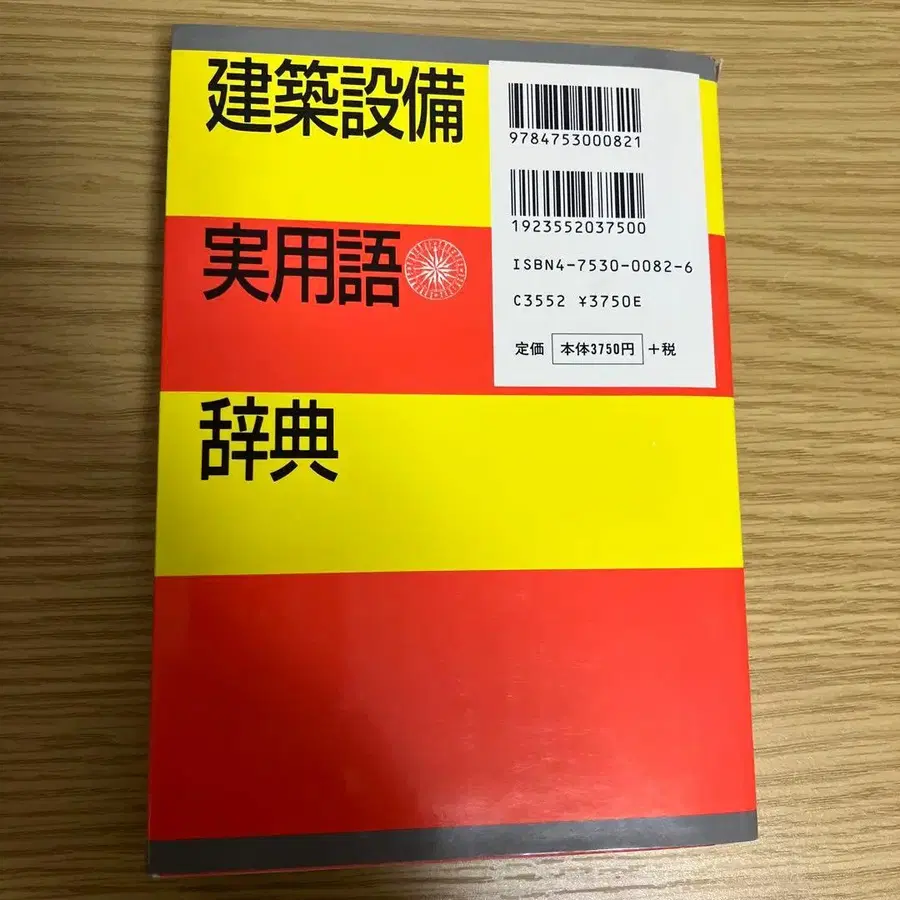 建築設備
実用語
辞典
9784753000821
1923552037500
ISBN4-7530-0082-6
C3552 ¥3750E
定価 本体3750円 +税